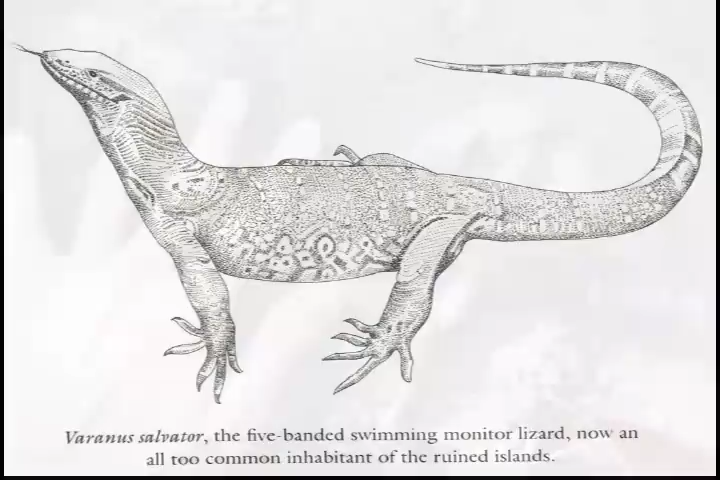 Varanus salvator, the five-banded swimming monitor lizard, now an
all too common inhabitant of the ruined islands.